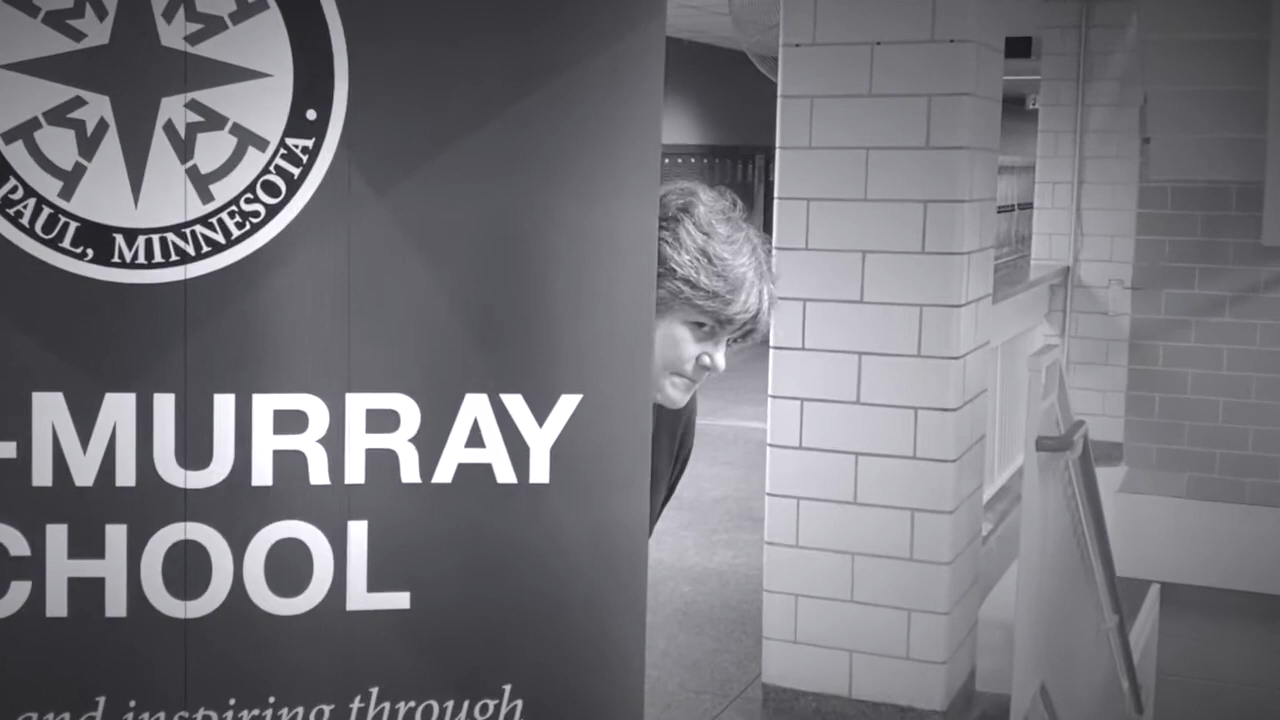 PAUL, MINNESOTA •
-MURRAY
CHOOL
and inspiring through